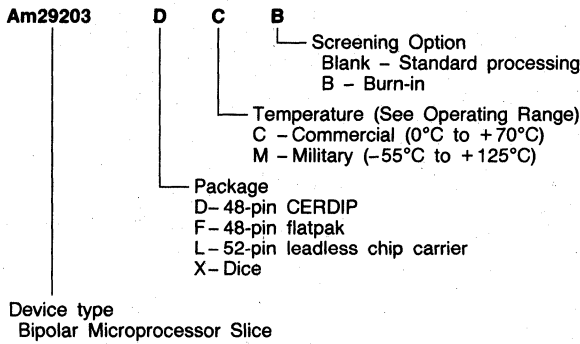 Am29203 D C B
Screening Option
Blank – Standard processing
B – Burn-in
Temperature (See Operating Range)
C – Commercial (0°C to +70°C)
M – Military (–55°C to +125°C)
Package
D– 48-pin CERDIP
F – 48-pin flatpak
L – 52-pin leadless chip carrier
X – Dice
Device type
Bipolar Microprocessor Slice